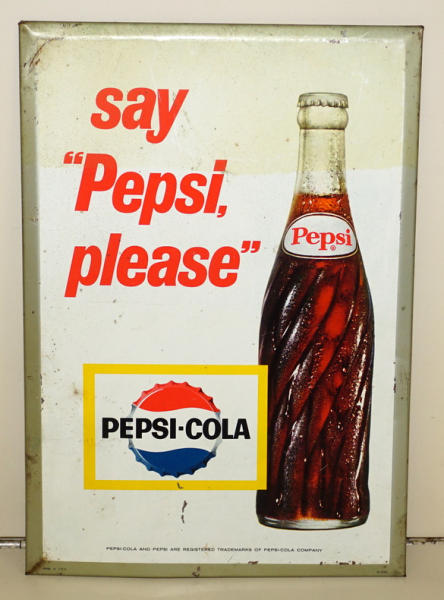 say
“Pepsi,
please”
Pepsi
®
PEPSI-COLA
PEPSI-COLA AND PEPSI ARE REGISTERED TRADEMARKS OF PEPSI-COLA COMPANY